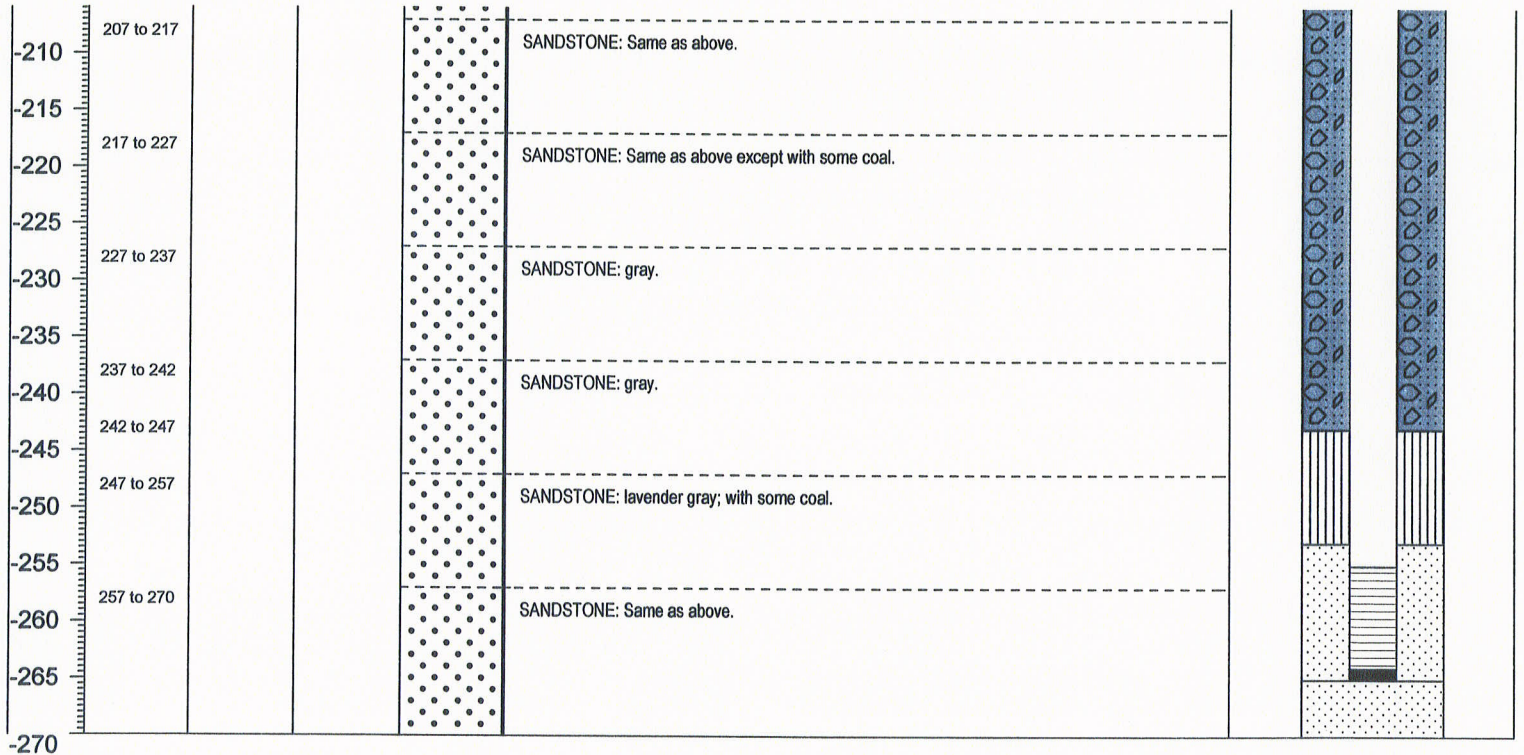 207 to 217
SANDSTONE: Same as above.
-210
-215
217 to 227
SANDSTONE: Same as above except with some coal.
-220
-225
227 to 237
SANDSTONE: gray.
-230
-235
237 to 242
SANDSTONE: gray.
-240
242 to 247
-245
247 to 257
SANDSTONE: lavender gray; with some coal.
-250
-255
257 to 270
SANDSTONE: Same as above.
-260
-265
-270